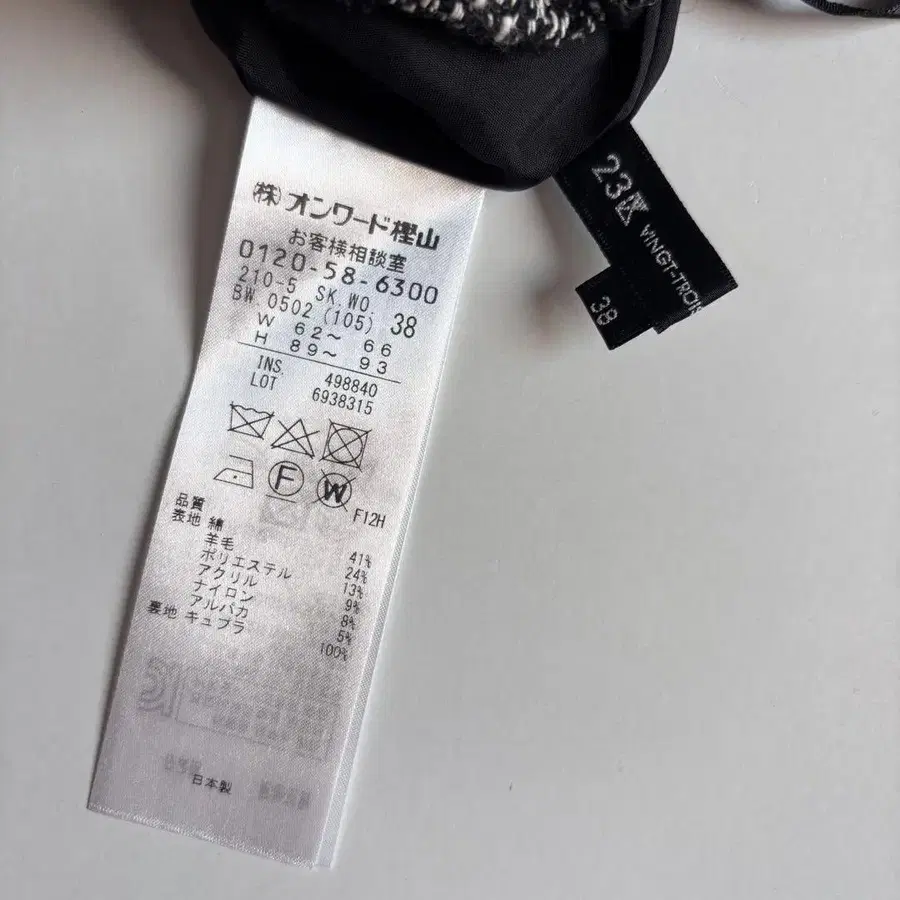 (株)オンワード樫山
お客様相談室
0120-58-6300
210-5 SK.WO.
BW 0502 (105) 38
W 62～ 66
H 89～ 93
INS. 498840
LOT 6938315
F W
F12H
品質
表地 綿 41%
羊毛 24%
ポリエステル 13%
アクリル 9%
ナイロン 8%
アルパカ 5%
裏地 キュプラ 100%
日本製
23区
VINGT-TROIS
38